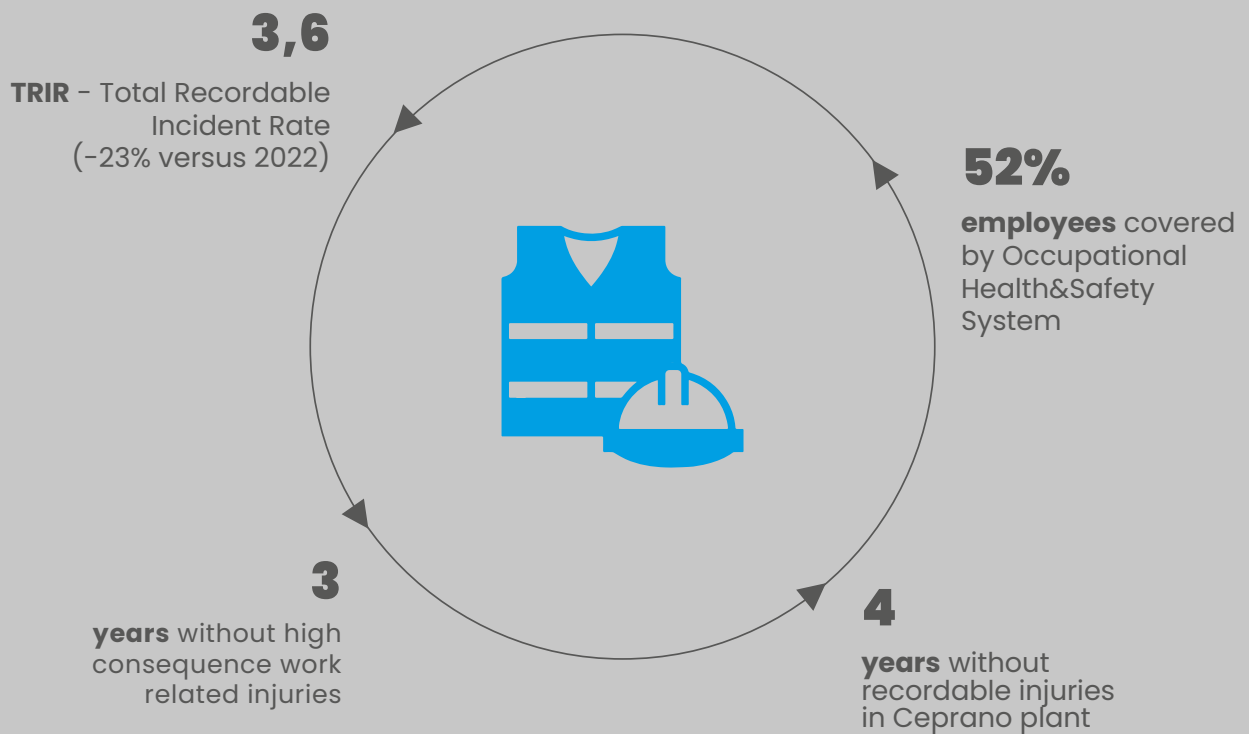 3,6
TRIR - Total Recordable
Incident Rate
(-23% versus 2022)
52%
employees covered
by Occupational
Health&Safety
System
3
years without high
consequence work
related injuries
4
years without
recordable injuries
in Ceprano plant